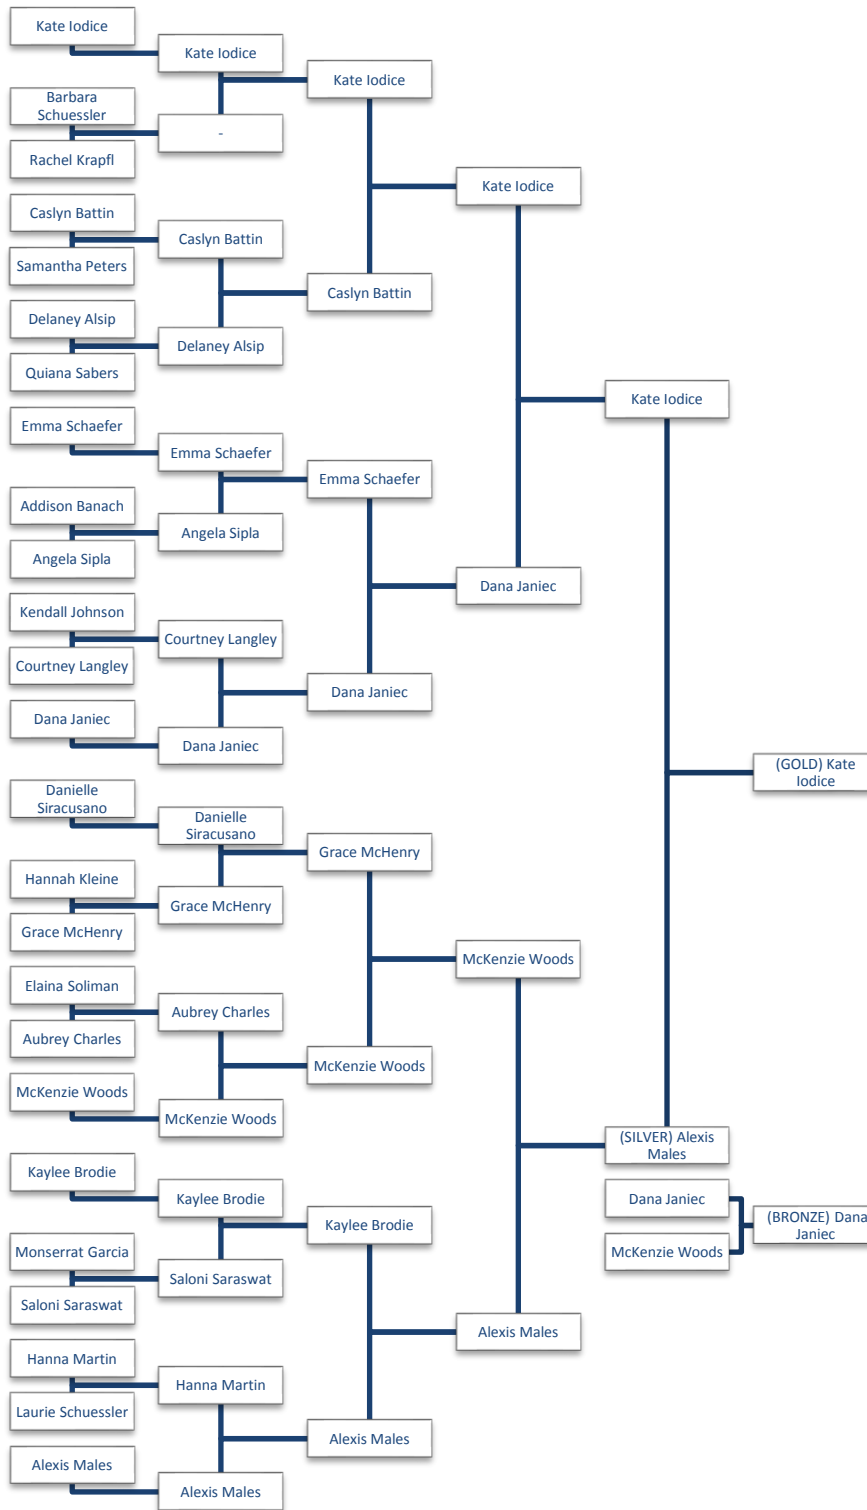 Kate Iodice
Barbara
Schuessler
Rachel Krapfl
Caslyn Battin
Samantha Peters
Delaney Alsip
Quiana Sabers
Emma Schaefer
Addison Banach
Angela Sipla
Kendall Johnson
Courtney Langley
Dana Janiec
Danielle
Siracusano
Hannah Kleine
Grace McHenry
Elaina Soliman
Aubrey Charles
McKenzie Woods
Kaylee Brodie
Monserrat Garcia
Saloni Saraswat
Hanna Martin
Laurie Schuessler
Alexis Males
Kate Iodice
-
Caslyn Battin
Delaney Alsip
Emma Schaefer
Angela Sipla
Courtney Langley
Dana Janiec
Danielle
Siracusano
Grace McHenry
Aubrey Charles
McKenzie Woods
Kaylee Brodie
Saloni Saraswat
Hanna Martin
Alexis Males
Kate Iodice
Caslyn Battin
Emma Schaefer
Dana Janiec
Grace McHenry
McKenzie Woods
Kaylee Brodie
Alexis Males
Kate Iodice
Dana Janiec
McKenzie Woods
Alexis Males
Kate Iodice
(SILVER) Alexis
Males
Dana Janiec
McKenzie Woods
(GOLD) Kate
Iodice
(BRONZE) Dana
Janiec